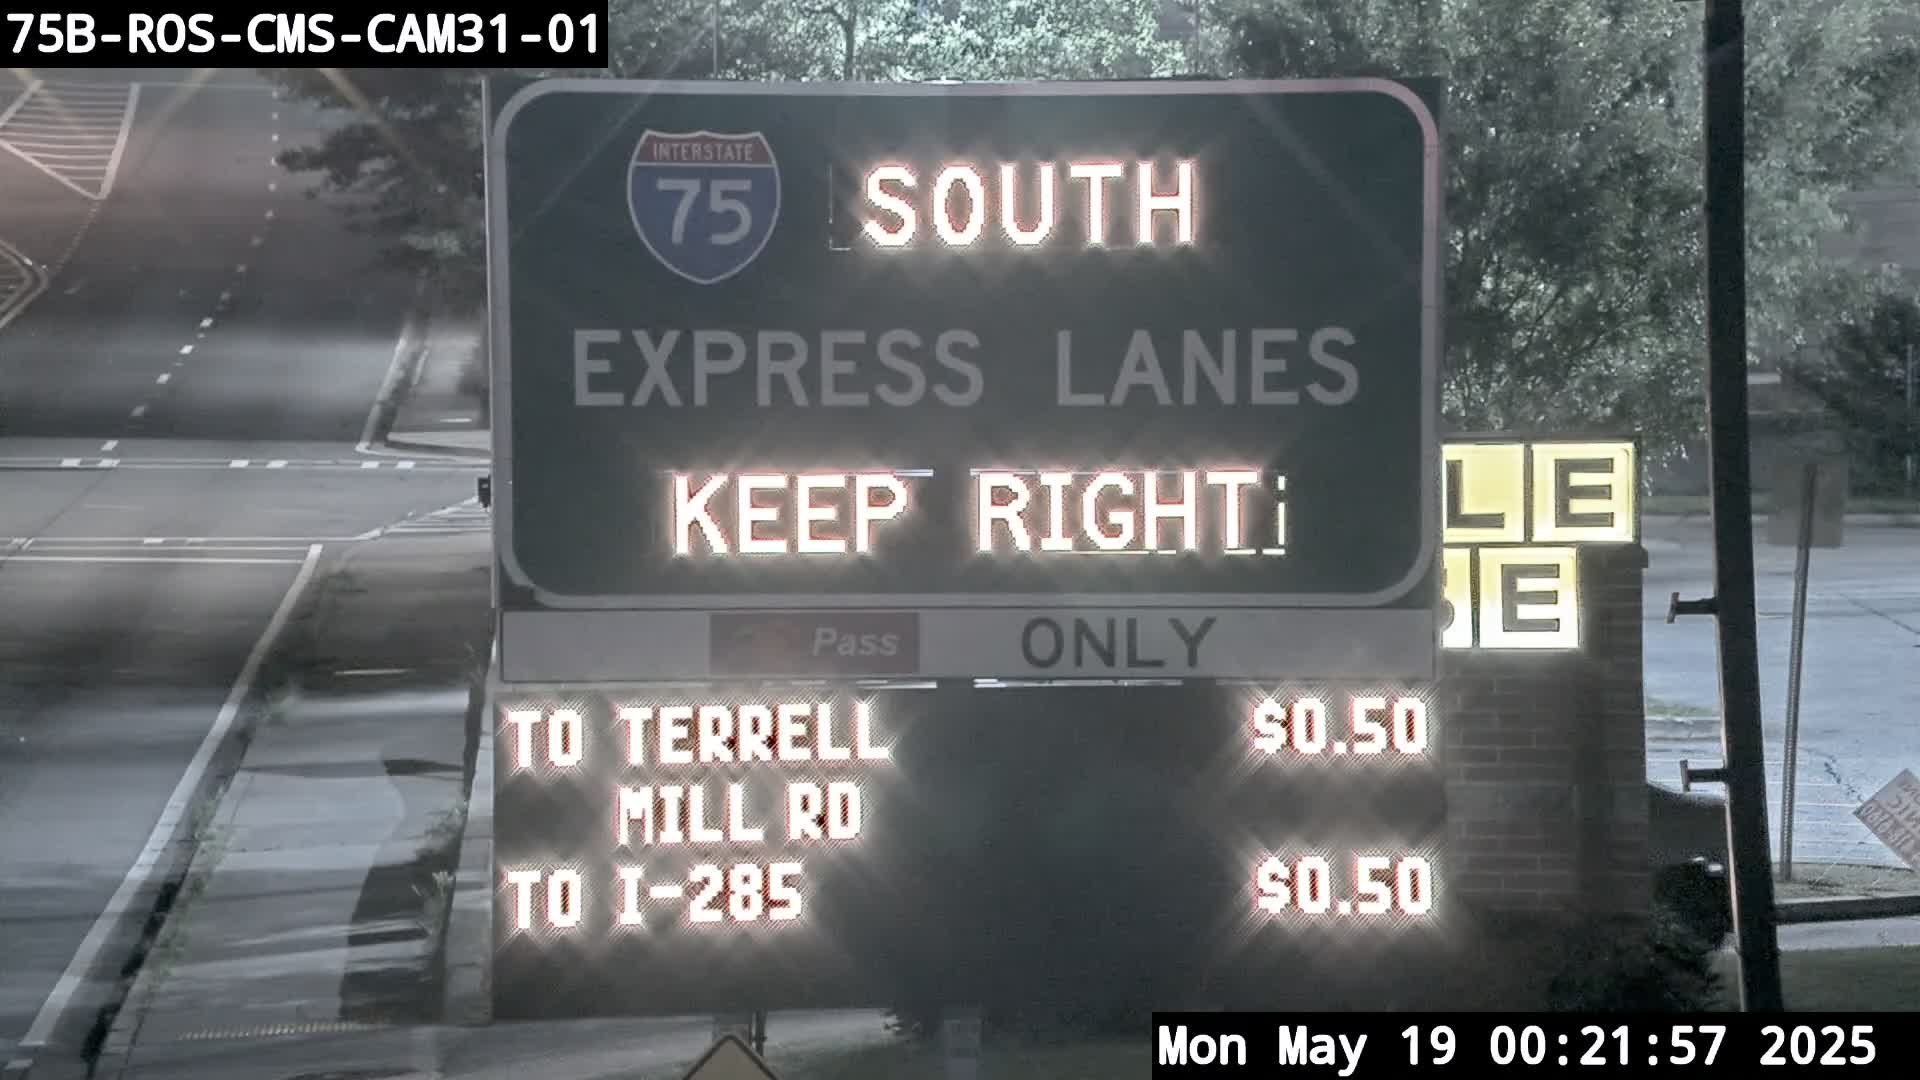 75B-ROS-CMS-CAM31-01
INTERSTATE
75
SOUTH
EXPRESS LANES
KEEP RIGHT
Pass ONLY
TO TERRELL $0.50
MILL RD
TO I-285 $0.50
LE
E
Mon May 19 00:21:57 2025